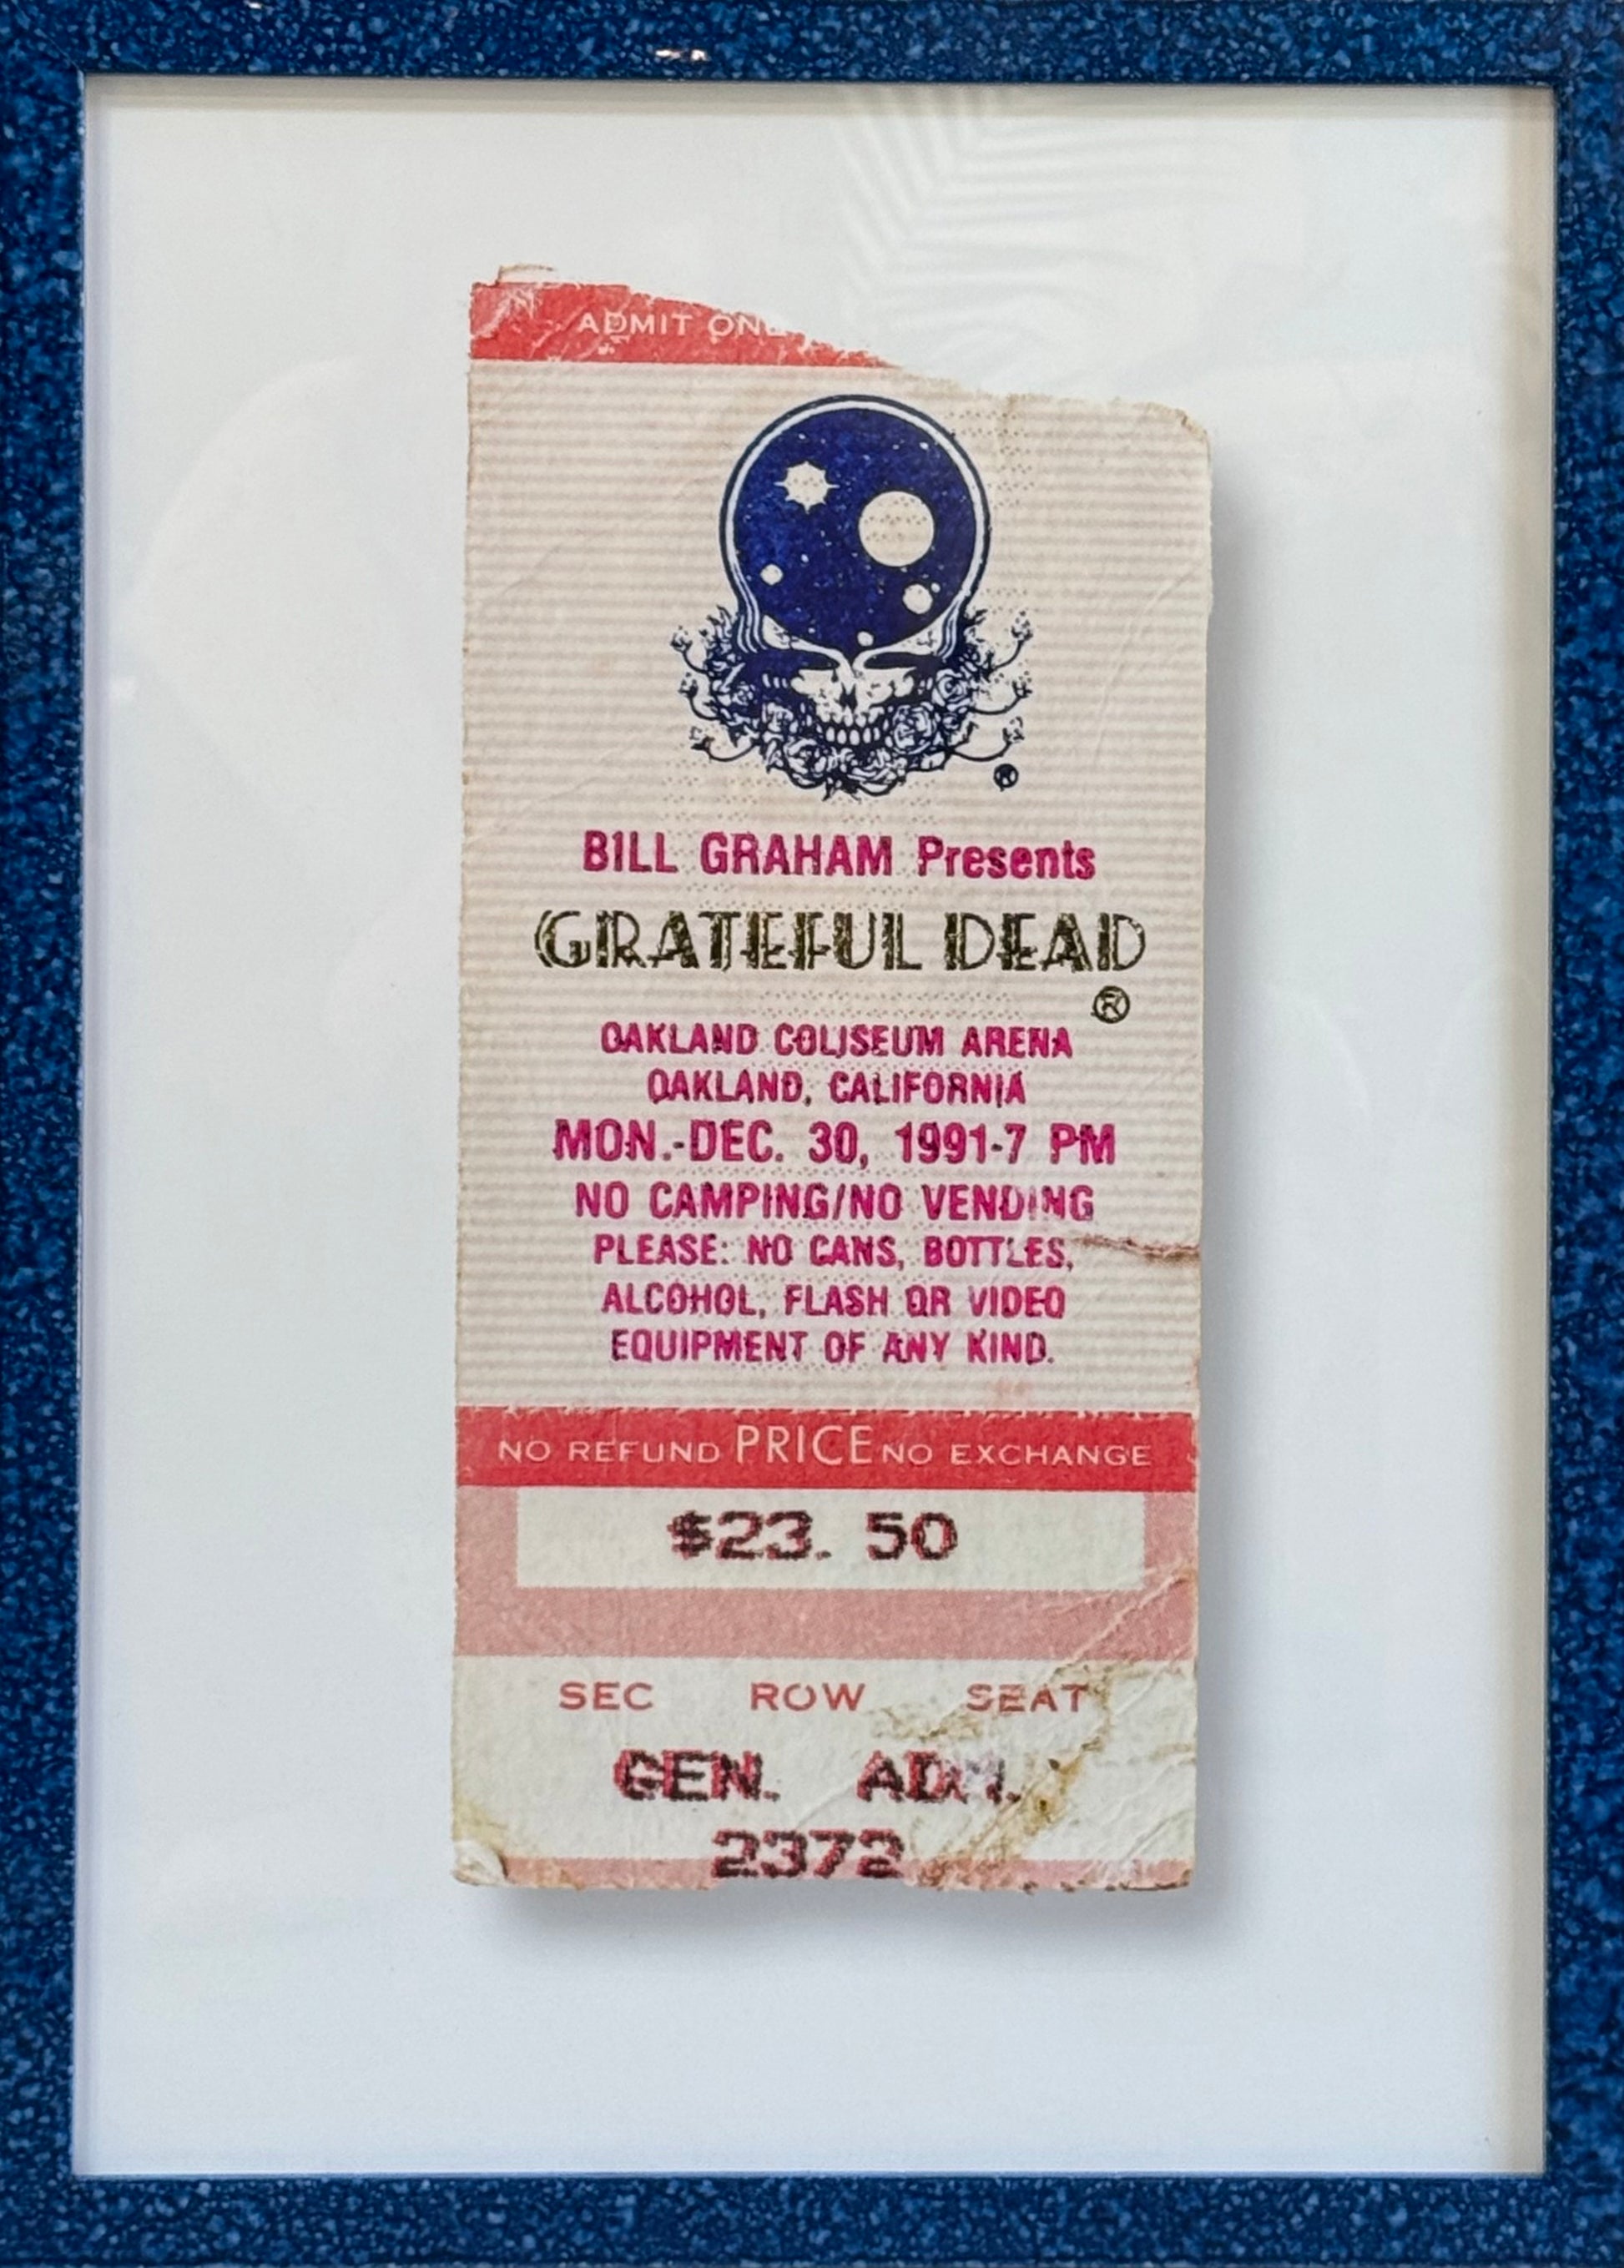 ADMIT ONE
®
BILL GRAHAM Presents
GRATEFUL DEAD
®
OAKLAND COLISEUM ARENA
OAKLAND, CALIFORNIA
MON.-DEC. 30, 1991-7 PM
NO CAMPING/NO VENDING
PLEASE: NO CANS, BOTTLES,
ALCOHOL, FLASH OR VIDEO
EQUIPMENT OF ANY KIND.
NO REFUND PRICE NO EXCHANGE
$23. 50
SEC ROW SEAT
GEN. ADM.
2372